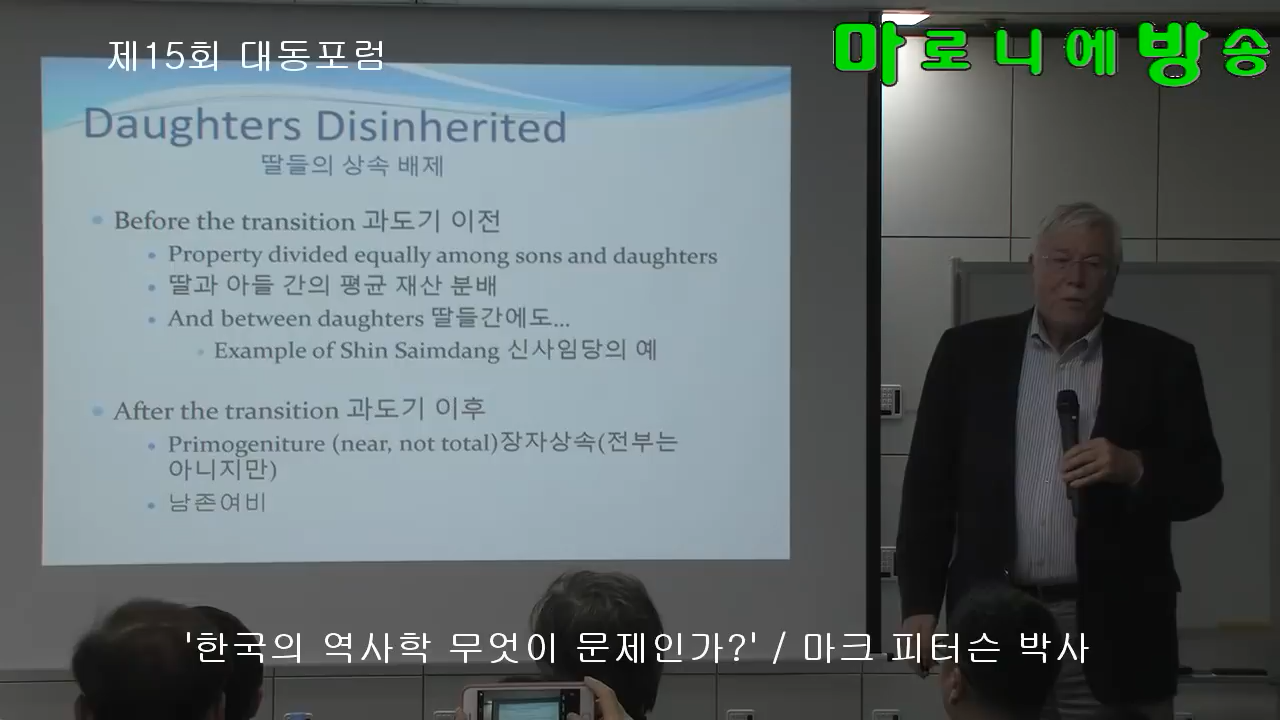 제15회 대동포럼
마로니에방송
Daughters Disinherited
딸들의 상속 배제
Before the transition 과도기 이전
Property divided equally among sons and daughters
딸과 아들 간의 평균 재산 분배
And between daughters 딸들간에도...
Example of Shin Saimdang 신사임당의 예
After the transition 과도기 이후
Primogeniture (near, not total)장자상속(전부는
아니지만)
남존여비
'한국의 역사학 무엇이 문제인가?' / 마크 피터슨 박사